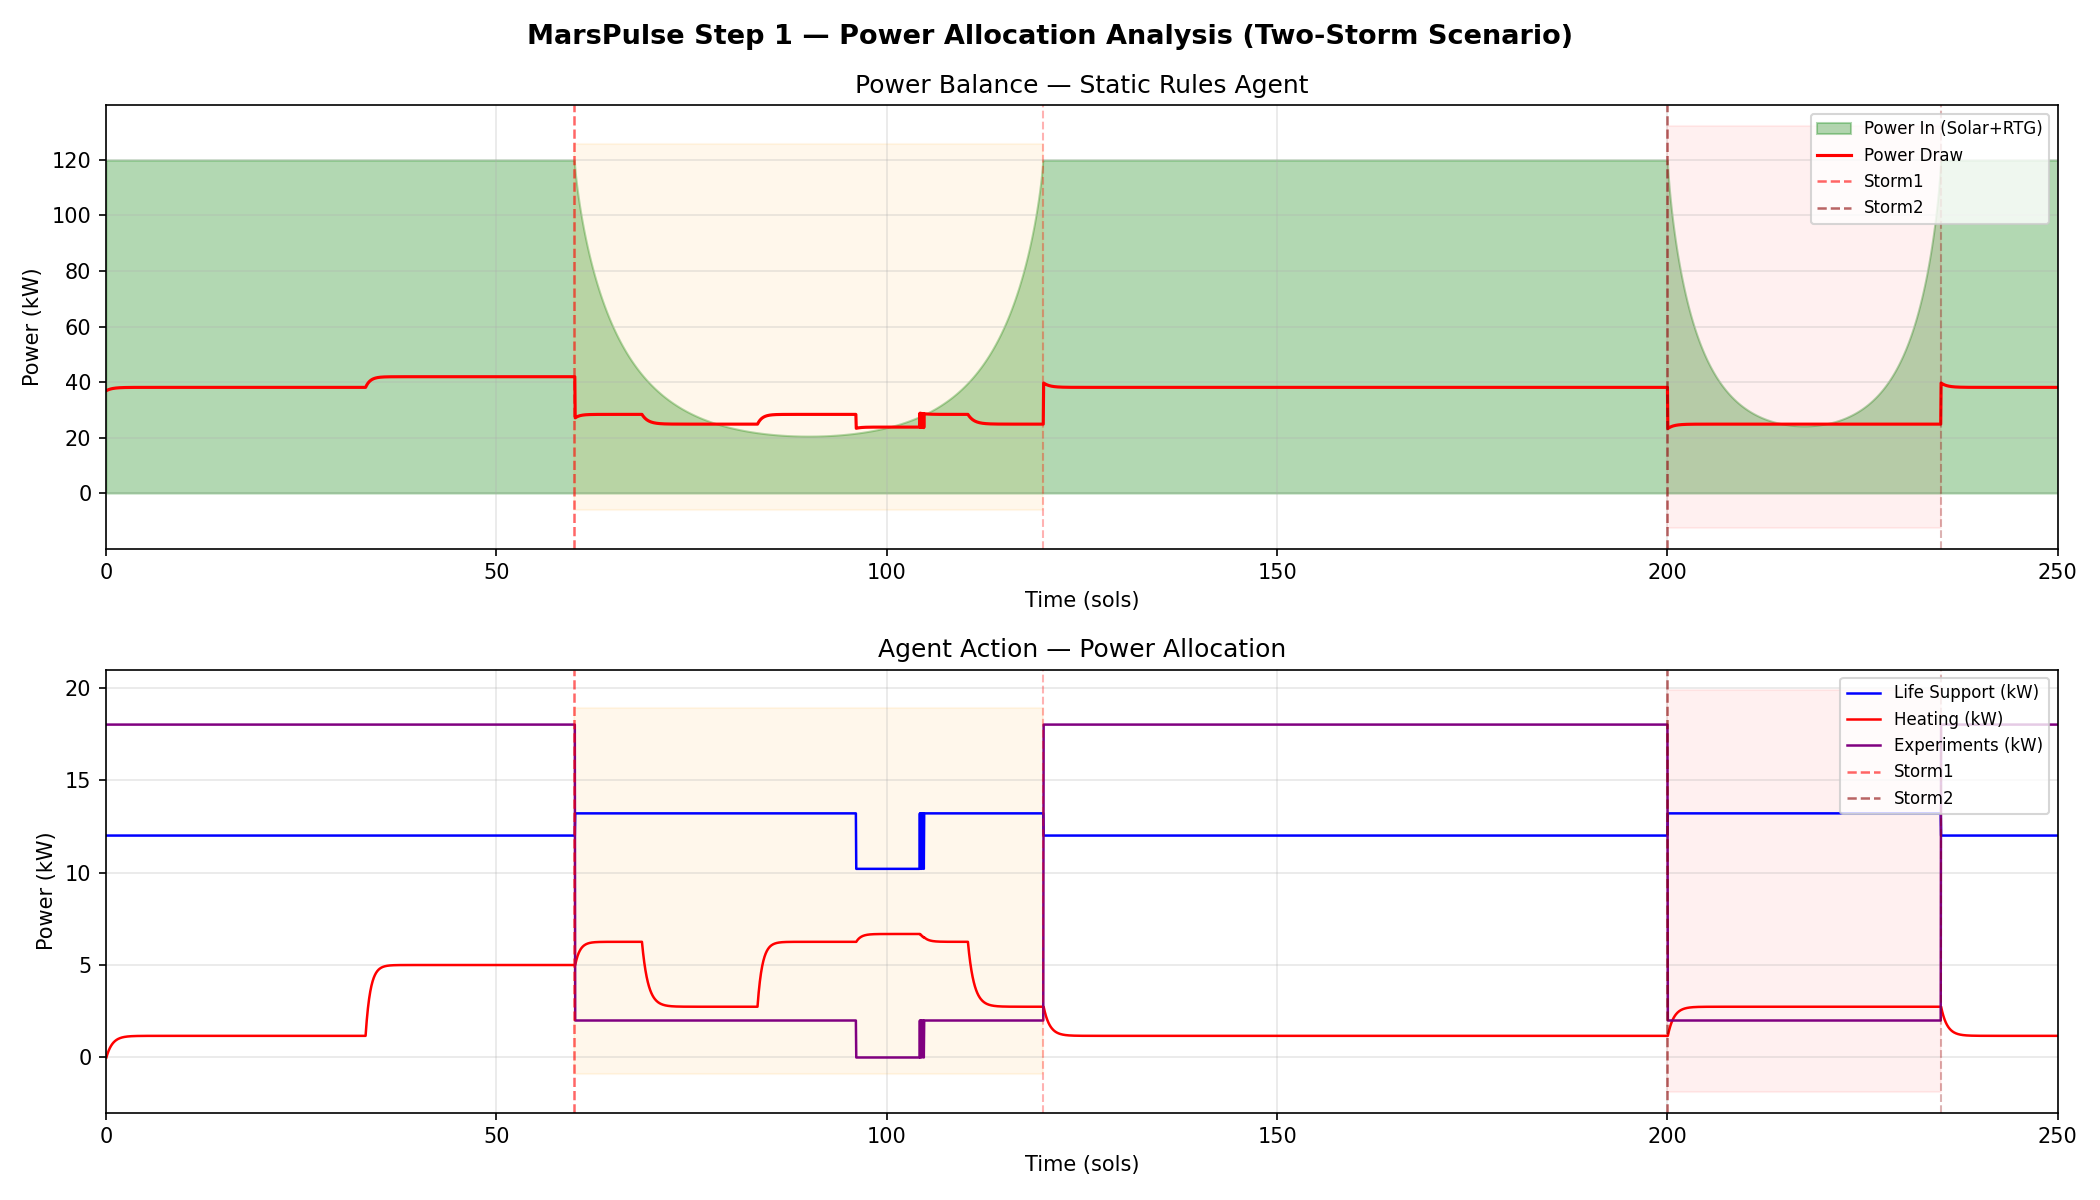 MarsPulse Step 1 — Power Allocation Analysis (Two-Storm Scenario)
Power Balance — Static Rules Agent
Power (kW)
120
100
80
60
40
20
0
Power In (Solar+RTG)
Power Draw
Storm1
Storm2
0 50 100 150 200 250
Time (sols)
Agent Action — Power Allocation
Power (kW)
20
15
10
5
0
Life Support (kW)
Heating (kW)
Experiments (kW)
Storm1
Storm2
0 50 100 150 200 250
Time (sols)